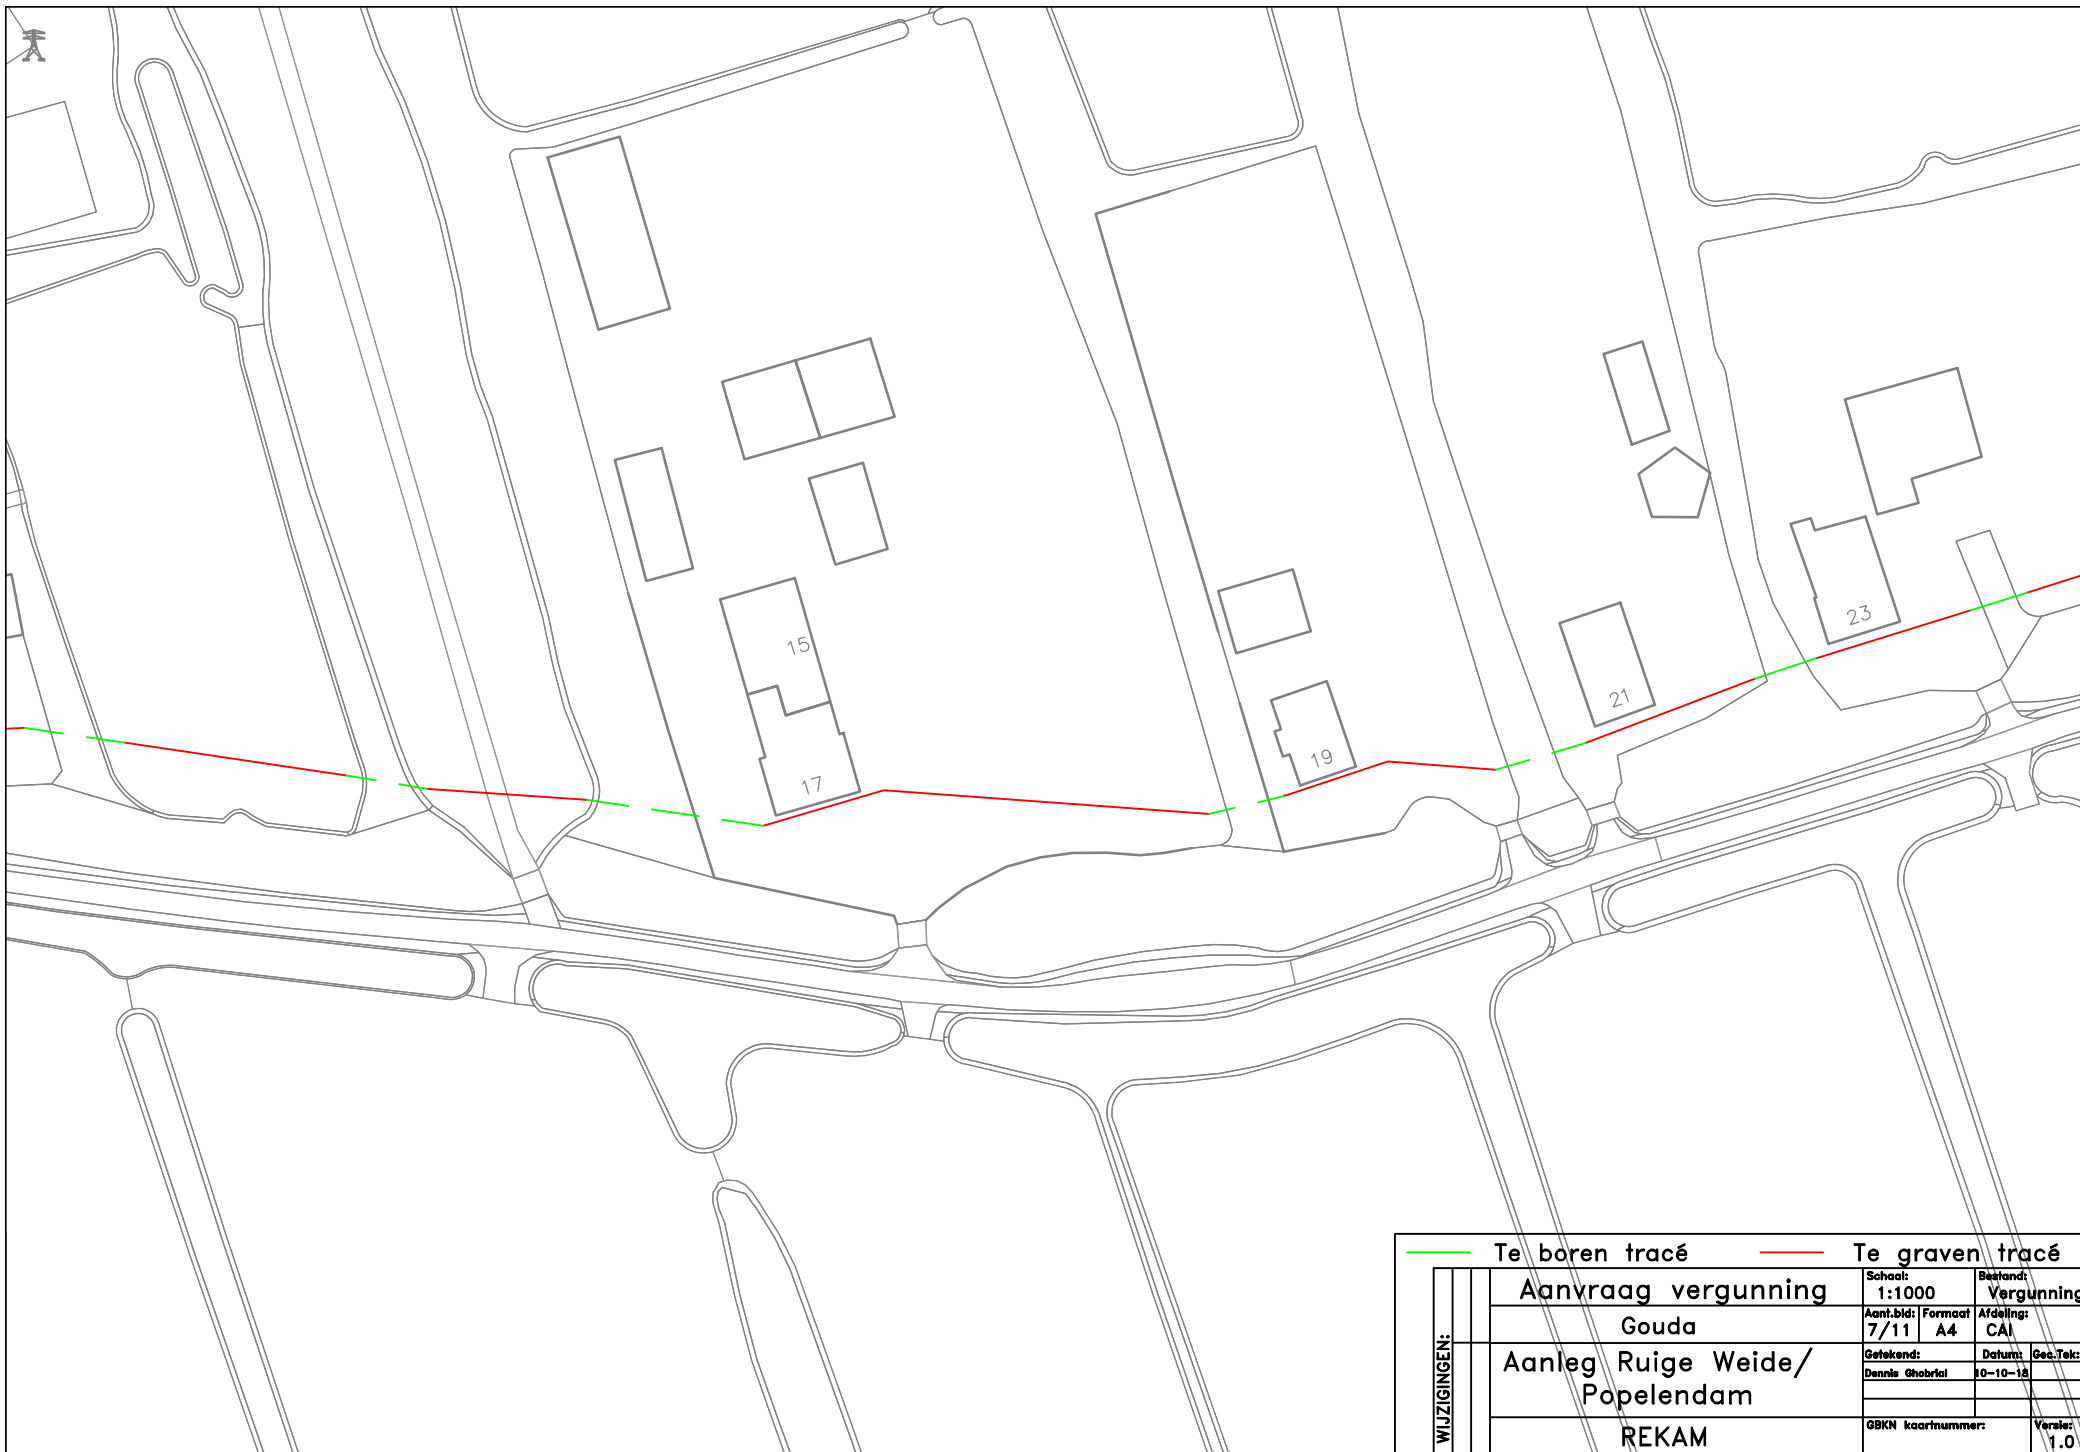 15
17
19
21
23
Te boren tracé Te graven tracé
WIJZIGINGEN:
Aanvraag vergunning
Schaal: Bestand:
1:1000 Vergunning
Gouda
Aant.bld: Formaat Afdeling:
7/11 A4 CAI
Aanleg Ruige Weide/
Popelendam
Getekend: Datum: Gec.Tek:
Dennis Ghobrial 10-10-18
REKAM
GBKN kaartnummer: Versie:
1.0